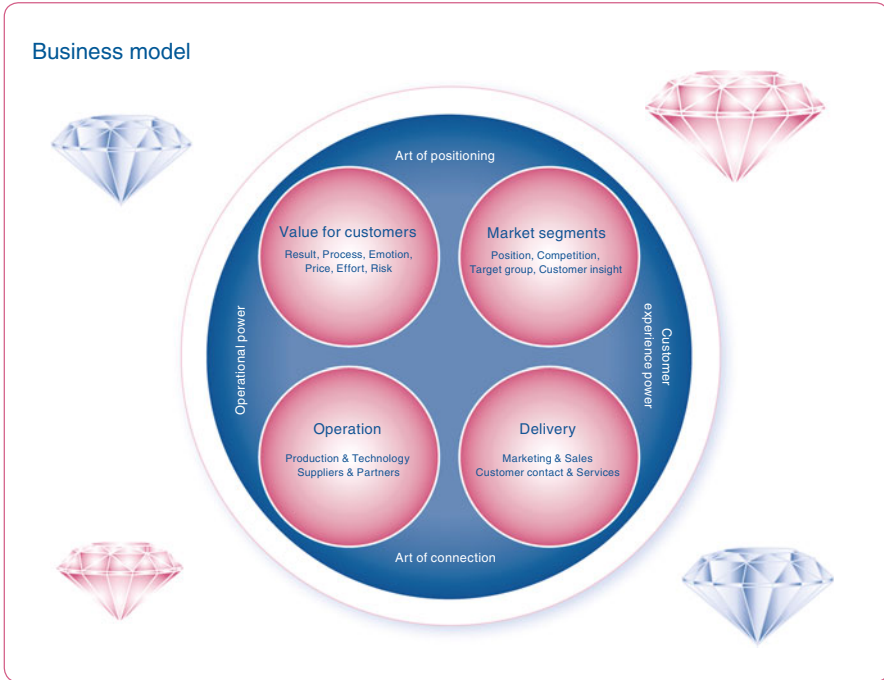 Business model
Art of positioning
Value for customers
Result, Process, Emotion,
Price, Effort, Risk
Market segments
Position, Competition,
Target group, Customer insight
Operational power
Customer
experience power
Operation
Production & Technology
Suppliers & Partners
Delivery
Marketing & Sales
Customer contact & Services
Art of connection